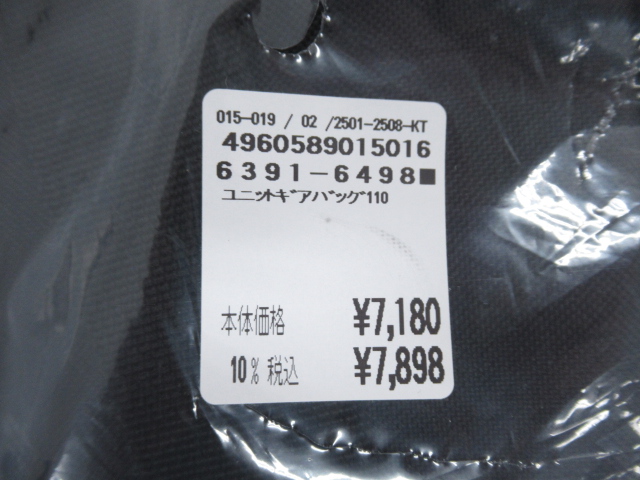 015-019 / 02 /2501-2508-KT
4960589015016
6391-6498■
ユニットギアバッグ110
本体価格 ¥7,180
10% 税込 ¥7,898